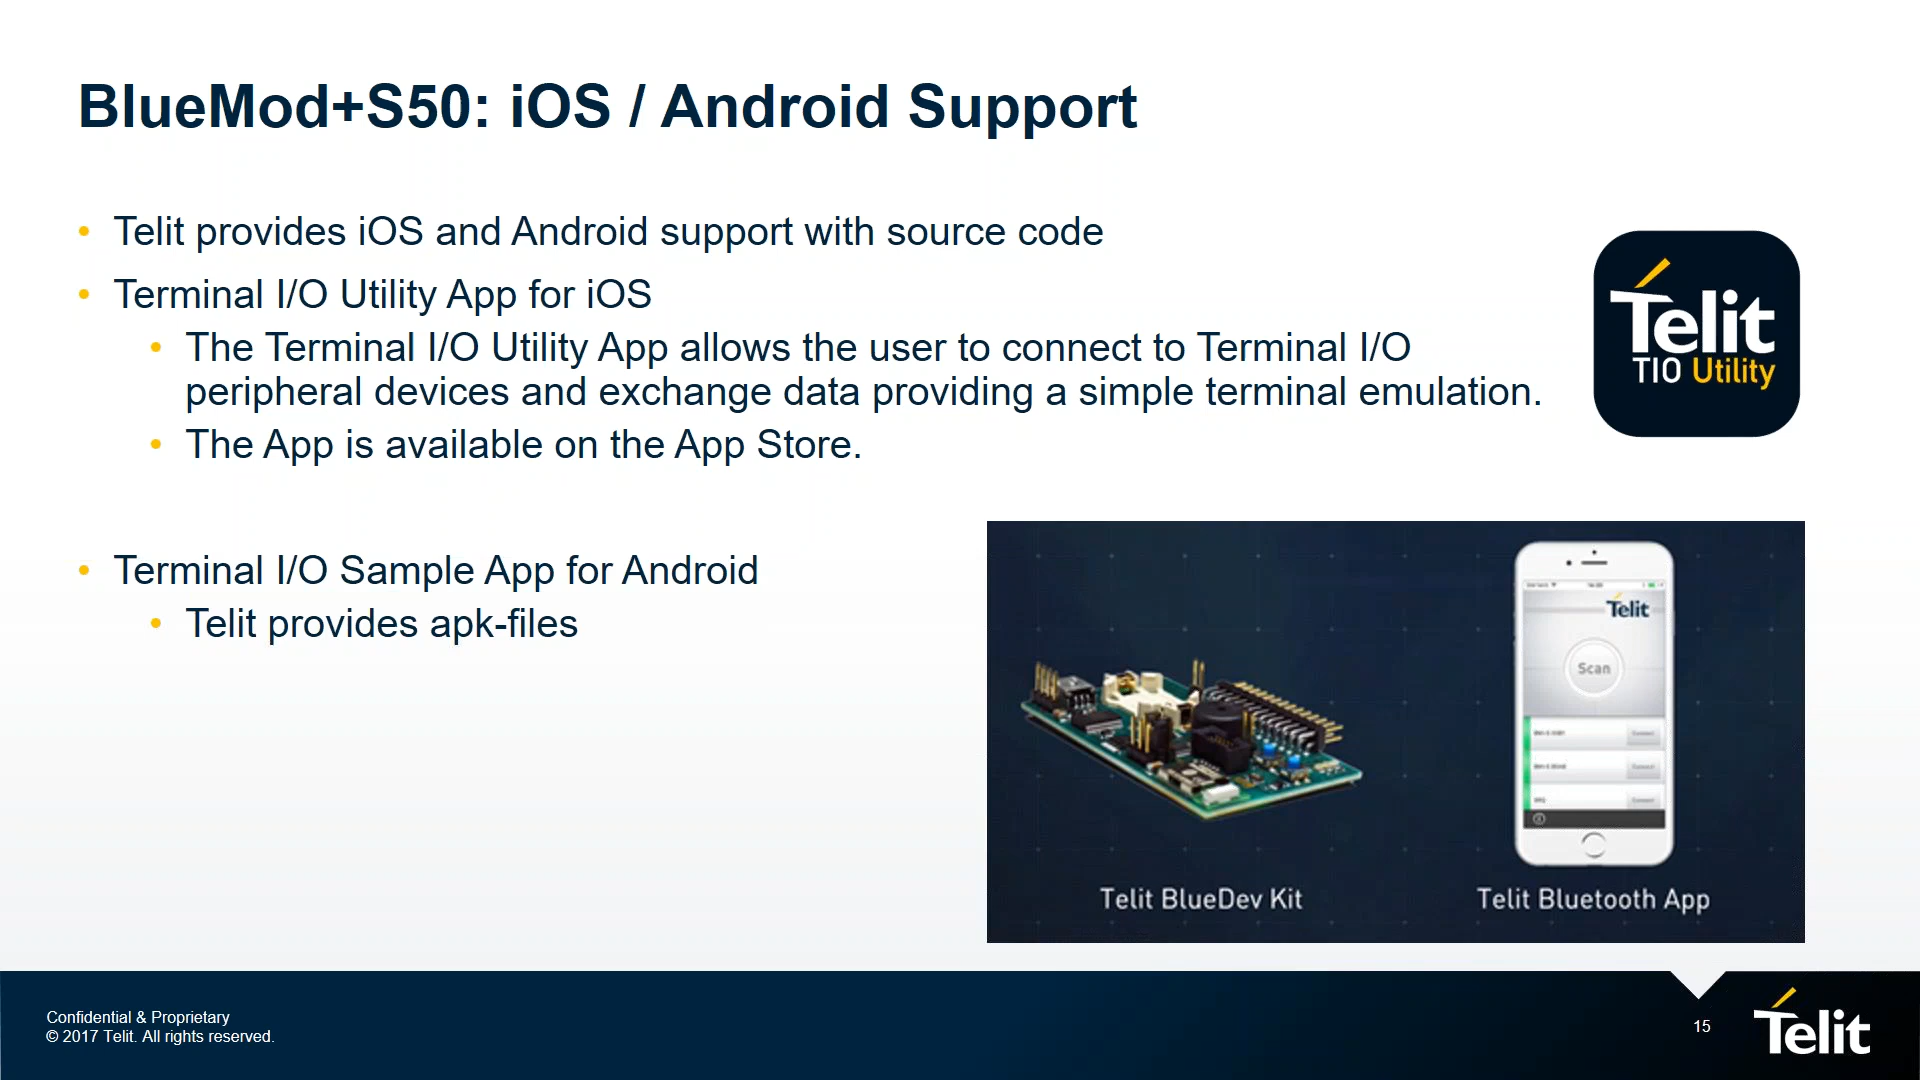 BlueMod+S50: iOS / Android Support
• Telit provides iOS and Android support with source code
• Terminal I/O Utility App for iOS
• The Terminal I/O Utility App allows the user to connect to Terminal I/O
peripheral devices and exchange data providing a simple terminal emulation.
• The App is available on the App Store.
Telit
TIO Utility
• Terminal I/O Sample App for Android
• Telit provides apk-files
Telit
Scan
Connect
Connect
Connect
Telit BlueDev Kit
Telit Bluetooth App
Confidential & Proprietary
© 2017 Telit. All rights reserved.
15
Telit